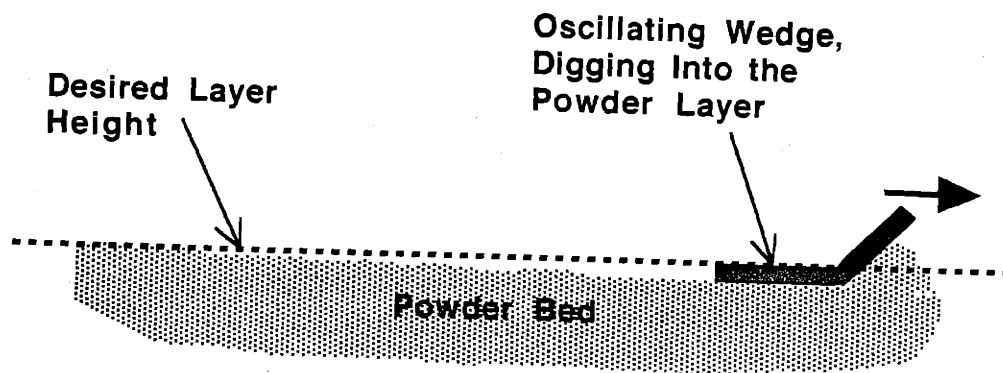 Oscillating Wedge,
Digging Into the
Powder Layer
Desired Layer
Height
Powder Bed